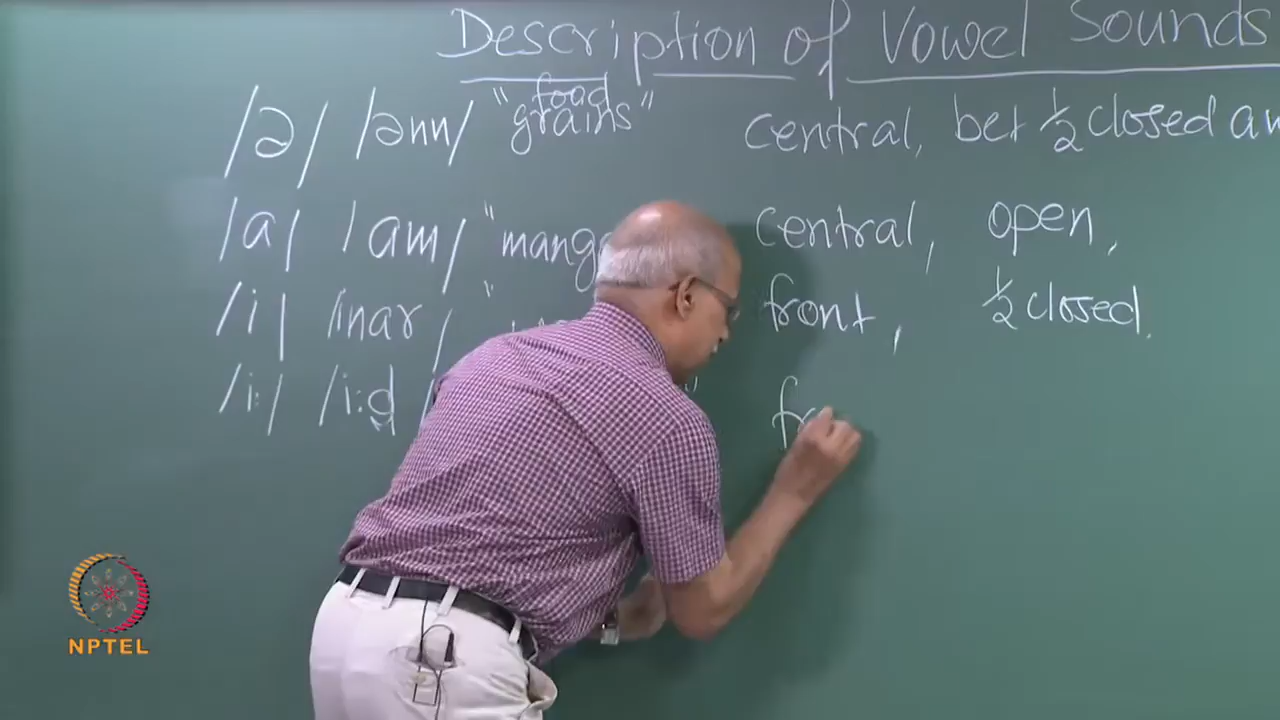 Description of Vowel Sounds
/ə/ /ənn/ "food grains" central, bet ½ closed an
/a/ /am/ "mang central, open,
/i/ /inar/ " front, ½ closed.
/i:/ /i:d̪ " fr
NPTEL